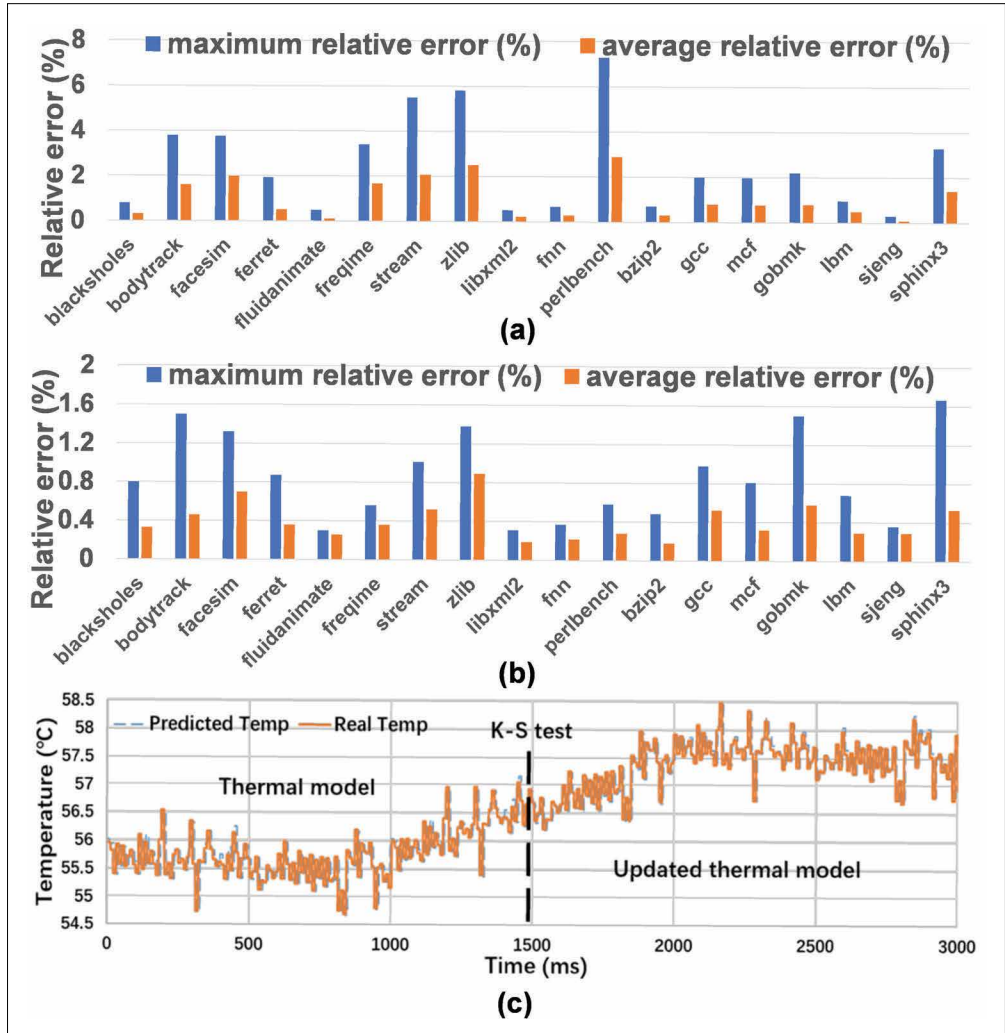 8
maximum relative error (%) average relative error (%)
6
4
2
0
Relative error (%)
blacksholes bodytrack facesim ferret fluidanimate freqime stream zlib libxml2 fnn perlbench bzip2 gcc mcf gobmk lbm sjeng sphinx3
(a)
2
maximum relative error (%) average relative error (%)
1.6
1.2
0.8
0.4
0
Relative error (%)
blacksholes bodytrack facesim ferret fluidanimate freqime stream zlib libxml2 fnn perlbench bzip2 gcc mcf gobmk lbm sjeng sphinx3
(b)
58.5
Predicted Temp Real Temp
58
K-S test
57.5
Thermal model
57
56.5
56
55.5
Updated thermal model
55
54.5
Temperature (°C)
0 500 1000 1500 2000 2500 3000
Time (ms)
(c)